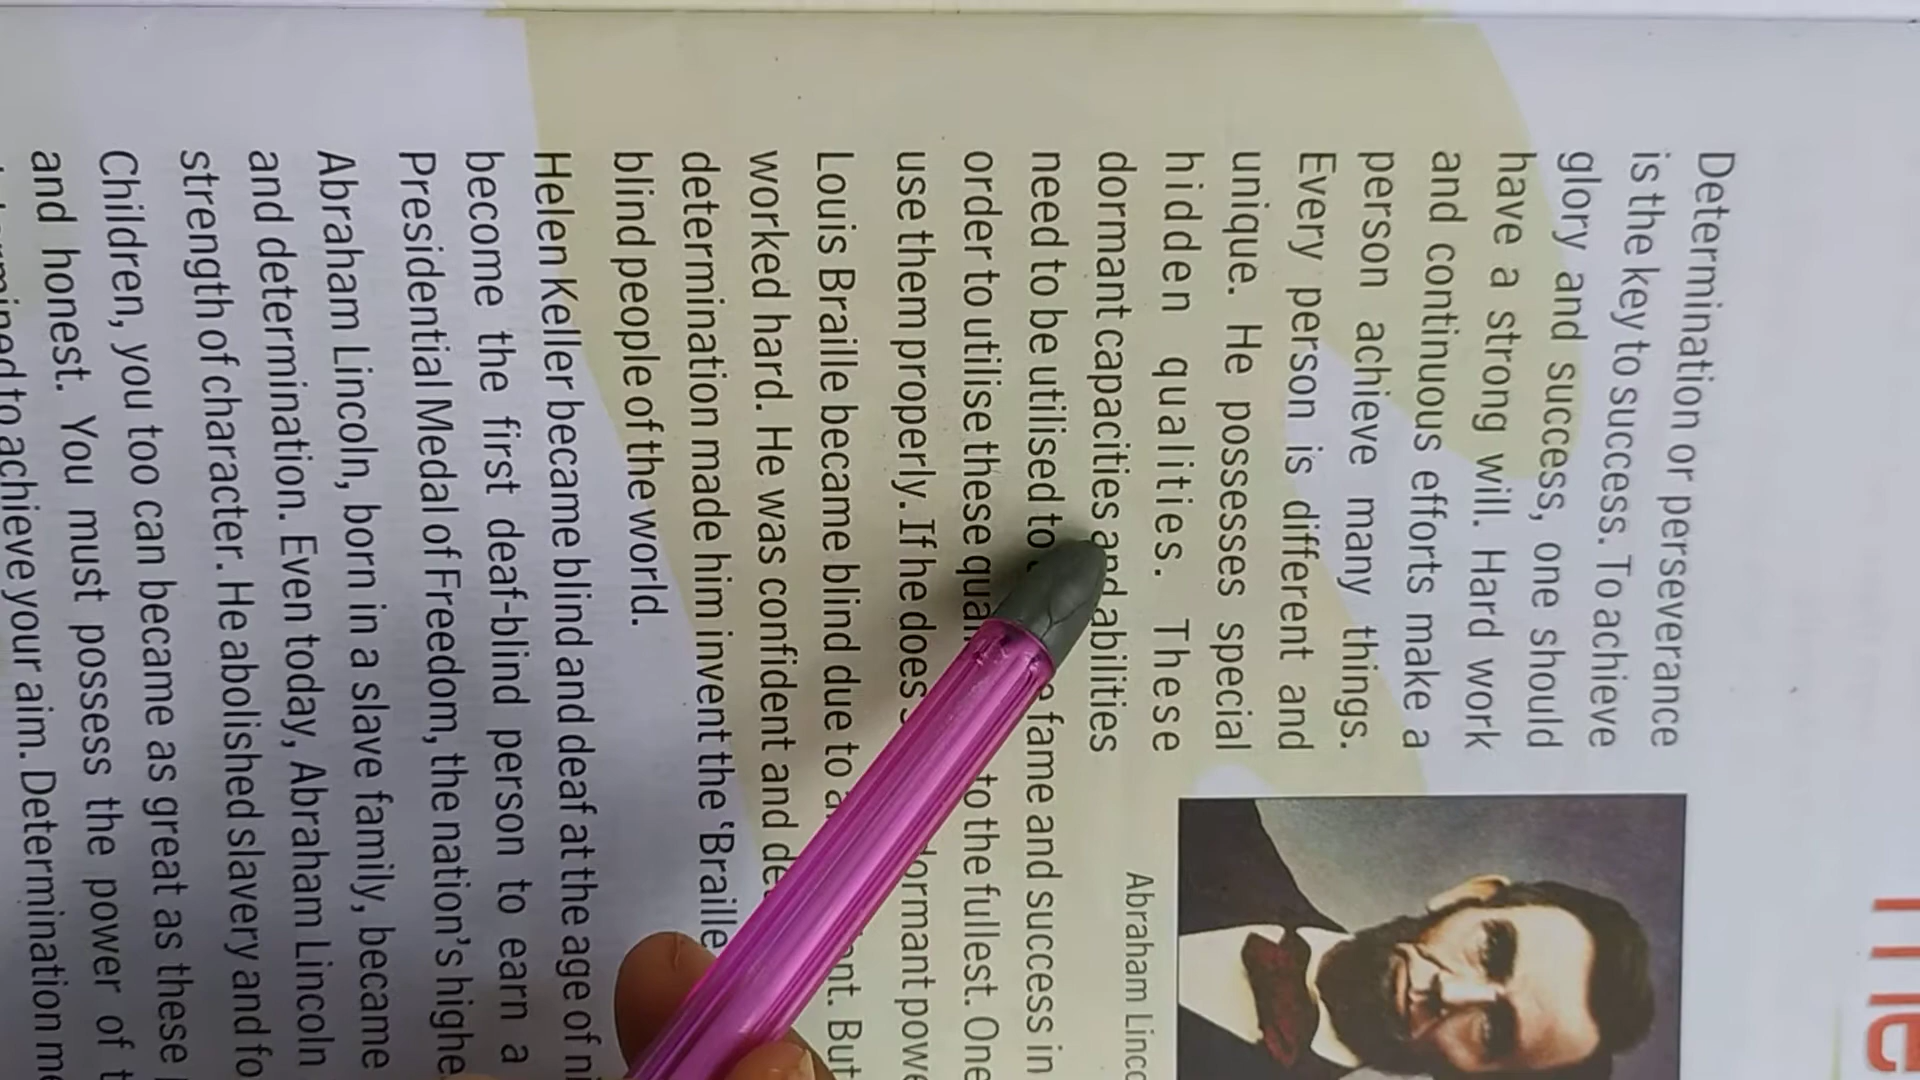 The
Determination or perseverance
is the key to success. To achieve
glory and success, one should
have a strong will. Hard work
and continuous efforts make a
person achieve many things.
Every person is different and
unique. He possesses special
hidden qualities. These
dormant capacities and abilities
Abraham
need to be utilised to fame and success in
order to utilise these to the fullest. One
use them properly. If he does dormant
Louis Braille became blind due to But
worked hard. He was confident and
determination made him invent the 'Braille
blind people of the world.
Helen Keller became blind and deaf at the age of
become the first deaf-blind person to earn a
Presidential Medal of Freedom, the nation's
Abraham Lincoln, born in a slave family, became
and determination. Even today, Abraham Lincoln
strength of character. He abolished slavery and
Children, you too can became as great as these
and honest. You must possess the power of
to achieve your aim. Determination